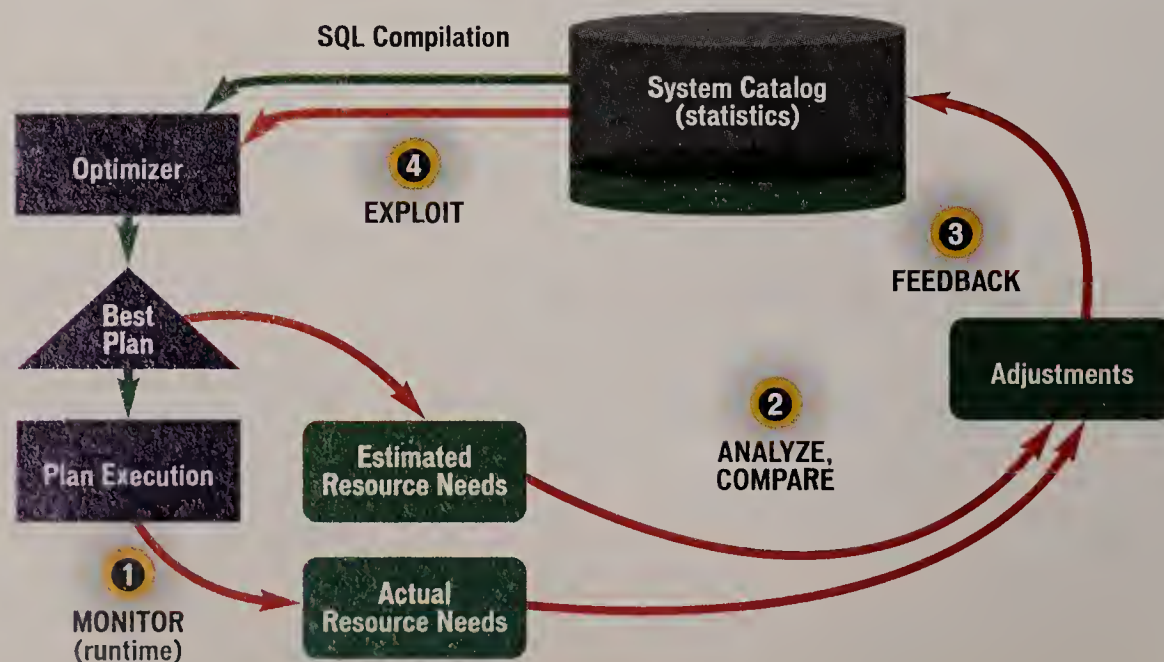 SQL Compilation
System Catalog
(statistics)
Optimizer
4
EXPLOIT
3
FEEDBACK
Best
Plan
Adjustments
2
ANALYZE,
COMPARE
Plan Execution
Estimated
Resource Needs
1
MONITOR
(runtime)
Actual
Resource Needs